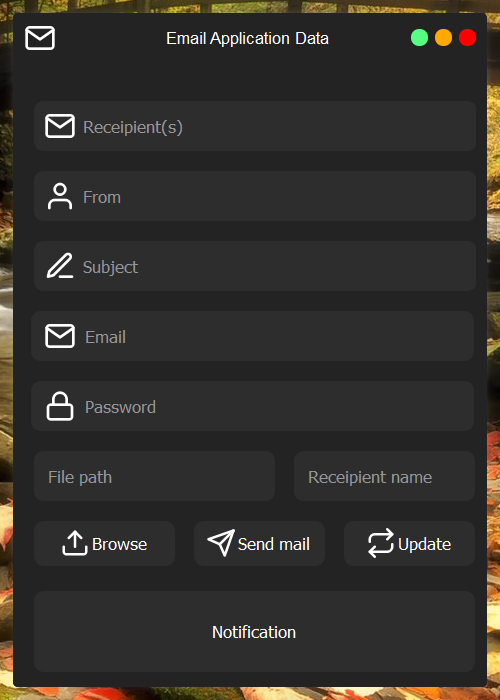 Email Application Data
Receipient(s)
From
Subject
Email
Password
File path Receipient name
Browse Send mail Update
Notification